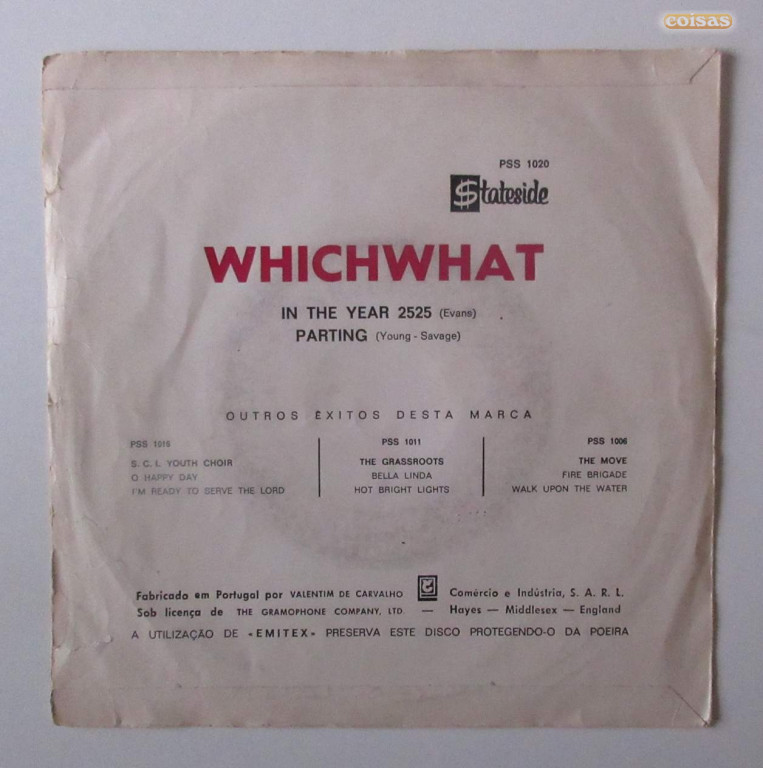 coisas
PSS 1020
$tateside
WHICHWHAT
IN THE YEAR 2525 (Evans)
PARTING (Young - Savage)
OUTROS ÊXITOS DESTA MARCA
PSS 1016
S. C. I. YOUTH CHOIR
O HAPPY DAY
I'M READY TO SERVE THE LORD
PSS 1011
THE GRASSROOTS
BELLA LINDA
HOT BRIGHT LIGHTS
PSS 1006
THE MOVE
FIRE BRIGADE
WALK UPON THE WATER
Fabricado em Portugal por VALENTIM DE CARVALHO Comércio e Indústria, S. A. R. L.
Sob licença de THE GRAMOPHONE COMPANY, LTD. — Hayes — Middlesex — England
A UTILIZAÇÃO DE «EMITEX» PRESERVA ESTE DISCO PROTEGENDO-O DA POEIRA